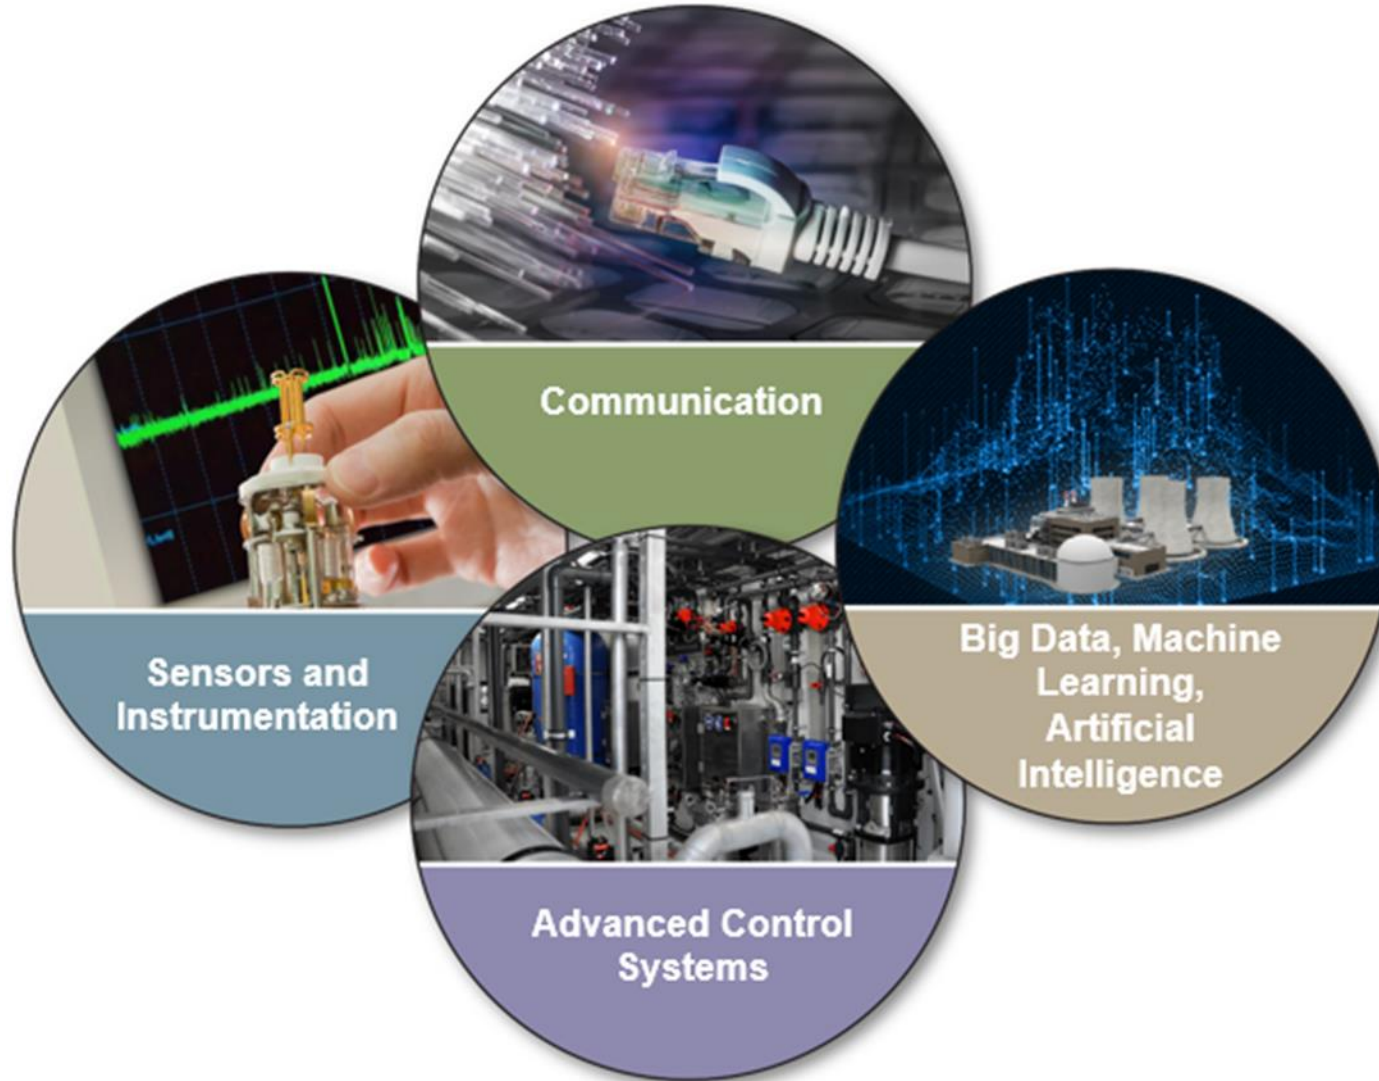 Communication
Sensors and
Instrumentation
Big Data, Machine
Learning,
Artificial
Intelligence
Advanced Control
Systems